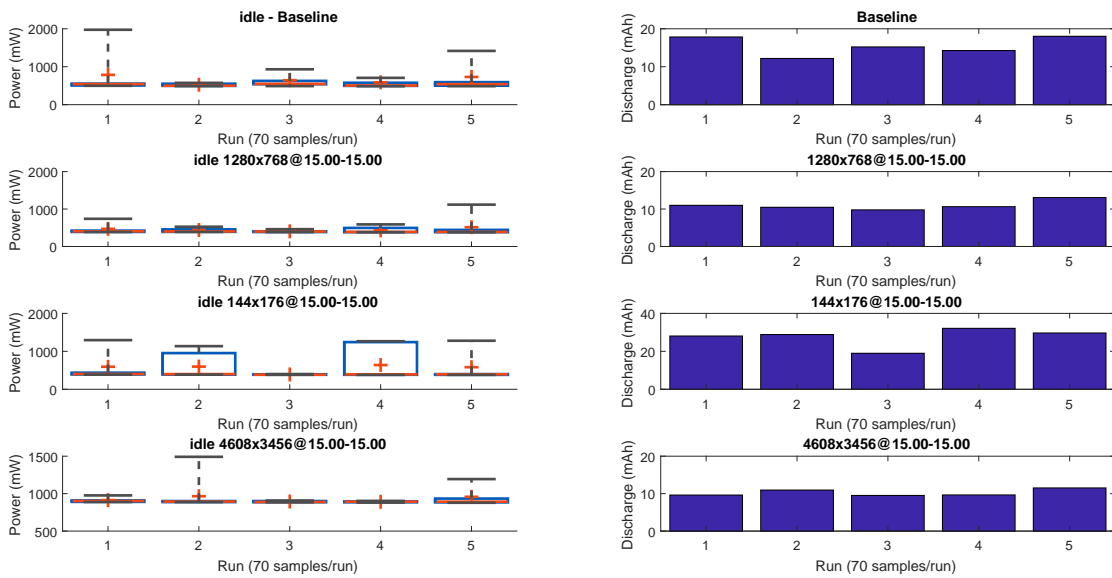 idle - Baseline
Power (mW)
2000
1000
0
1 2 3 4 5
Run (70 samples/run)
idle 1280x768@15.00-15.00
Power (mW)
2000
1000
0
1 2 3 4 5
Run (70 samples/run)
idle 144x176@15.00-15.00
Power (mW)
2000
1000
0
1 2 3 4 5
Run (70 samples/run)
idle 4608x3456@15.00-15.00
Power (mW)
1500
1000
500
1 2 3 4 5
Run (70 samples/run)
Baseline
Discharge (mAh)
20
10
0
1 2 3 4 5
Run (70 samples/run)
1280x768@15.00-15.00
Discharge (mAh)
20
10
0
1 2 3 4 5
Run (70 samples/run)
144x176@15.00-15.00
Discharge (mAh)
40
20
0
1 2 3 4 5
Run (70 samples/run)
4608x3456@15.00-15.00
Discharge (mAh)
20
10
0
1 2 3 4 5
Run (70 samples/run)